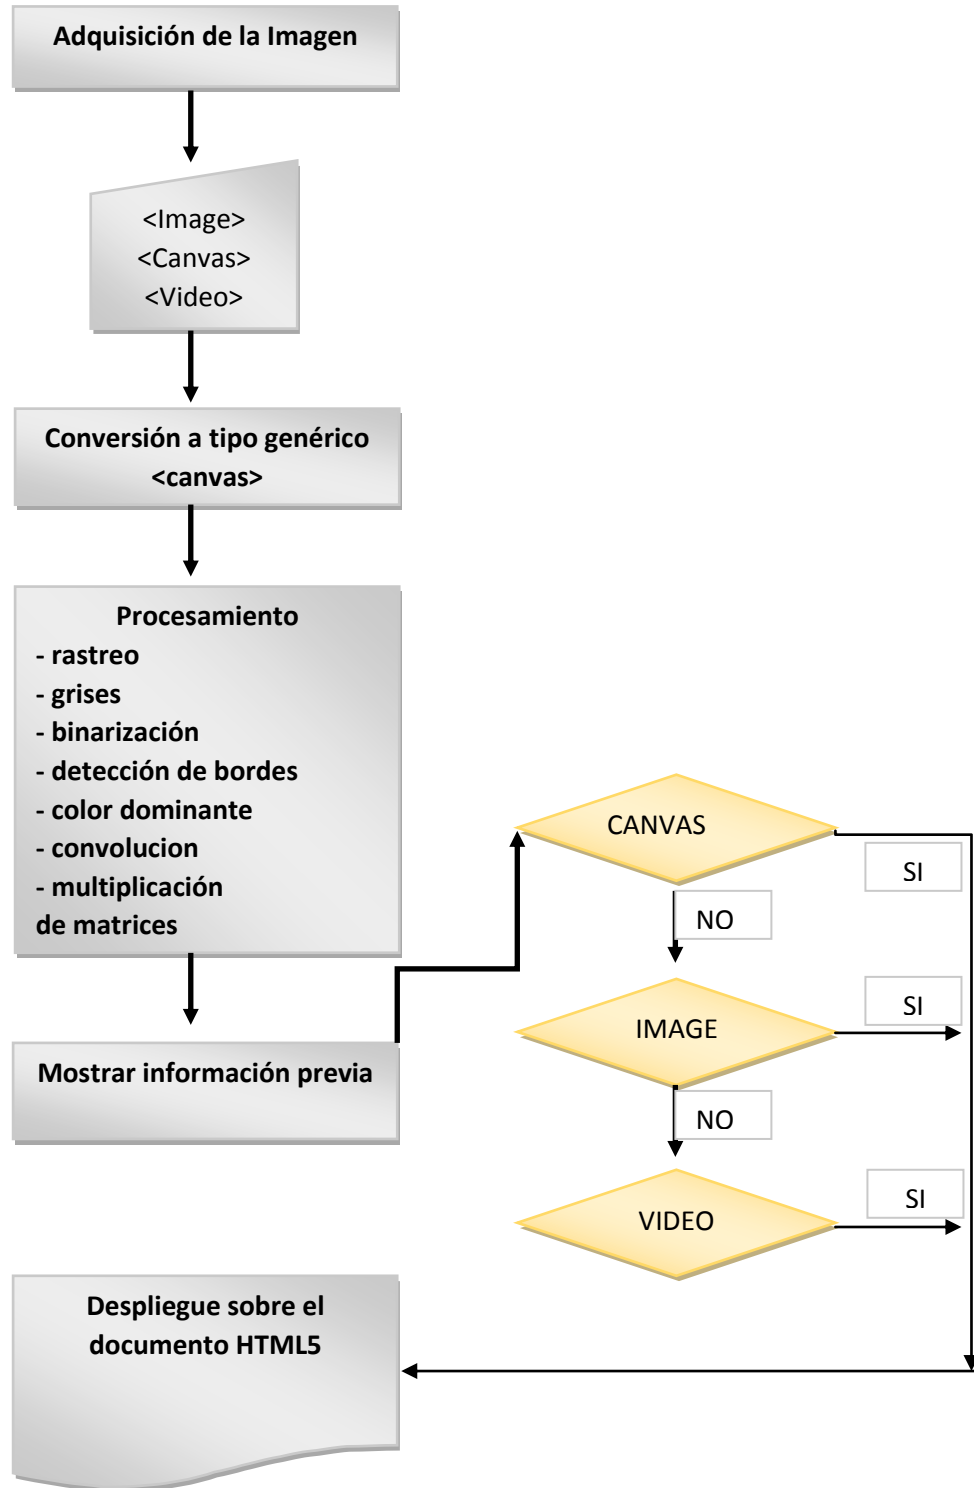 Adquisición de la Imagen
<Image>
<Canvas>
<Video>
Conversión a tipo genérico
<canvas>
Procesamiento
- rastreo
- grises
- binarización
- detección de bordes
- color dominante
- convolucion
- multiplicación
de matrices
Mostrar información previa
CANVAS
SI
NO
IMAGE
SI
NO
VIDEO
SI
Despliegue sobre el
documento HTML5